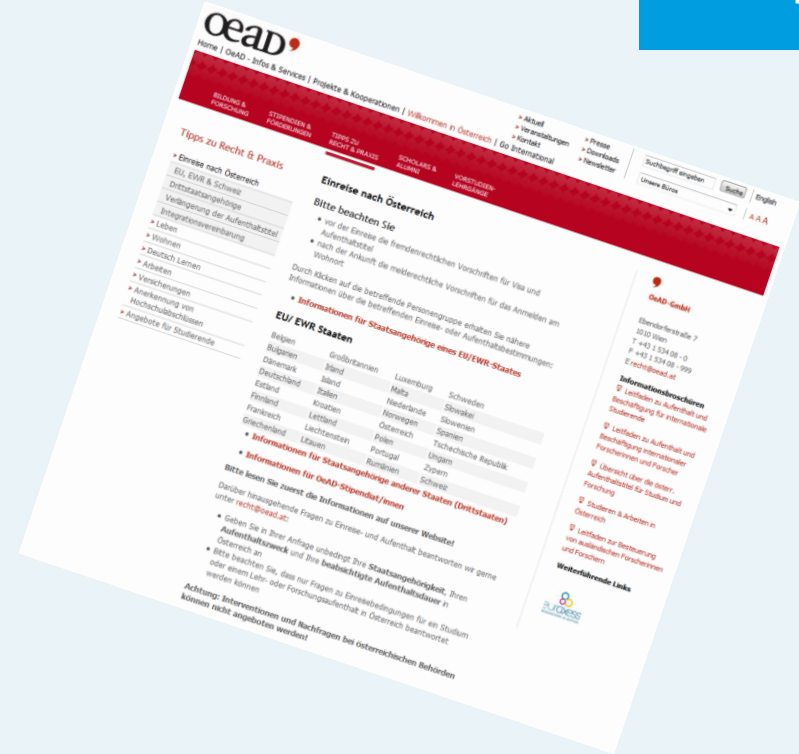 OeAD
Home | OeAD - Infos & Services | Projekte & Kooperationen | Willkommen in Österreich | Go International
> Aktuell
> Veranstaltungen
> Kontakt
> Presse
> Downloads
> Newsletter
Suchbegriff eingeben
Suche
English
Unsere Büros
A A A
BILDUNG &
FORSCHUNG
STIPENDIEN &
FÖRDERUNGEN
TIPPS ZU
RECHT & PRAXIS
SCHOLARS &
ALUMNI
VORSTUDIEN-
LEHRGÄNGE
Tipps zu Recht & Praxis
> Einreise nach Österreich
EU, EWR & Schweiz
Drittstaatsangehörige
Verlängerung der Aufenthaltstitel
Integrationsvereinbarung
> Leben
> Wohnen
> Deutsch Lernen
> Arbeiten
> Versicherungen
> Anerkennung von
Hochschulabschlüssen
> Angebote für Studierende
Einreise nach Österreich
Bitte beachten Sie
• vor der Einreise die fremdenrechtlichen Vorschriften für Visa und
Aufenthaltstitel
• nach der Ankunft die melderechtliche Vorschriften für das Anmelden am
Wohnort
Durch Klicken auf die betreffende Personengruppe erhalten Sie nähere
Informationen über die betreffenden Einreise- oder Aufenthaltsbestimmungen:
• Informationen für Staatsangehörige eines EU/EWR-Staates
EU/ EWR Staaten
Belgien Großbritannien Luxemburg Schweden
Bulgarien Irland Malta Slowakei
Dänemark Island Niederlande Slowenien
Deutschland Italien Norwegen Spanien
Estland Kroatien Österreich Tschechische Republik
Finnland Lettland Polen Ungarn
Frankreich Liechtenstein Portugal Zypern
Griechenland Litauen Rumänien Schweiz
• Informationen für Staatsangehörige anderer Staaten (Drittstaaten)
• Informationen für OeAD-Stipendiat/innen
Bitte lesen Sie zuerst die Informationen auf unserer Website!
Darüber hinausgehende Fragen zu Einreise- und Aufenthalt beantworten wir gerne
unter recht@oead.at:
• Geben Sie in Ihrer Anfrage unbedingt Ihre Staatsangehörigkeit, Ihren
Aufenthaltszweck und Ihre beabsichtigte Aufenthaltsdauer in
Österreich an
• Bitte beachten Sie, dass nur Fragen zu Einreisebedingungen für ein Studium
oder einem Lehr- oder Forschungsaufenthalt in Österreich beantwortet
werden können
Achtung: Interventionen und Nachfragen bei österreichischen Behörden
können nicht angeboten werden!
OeAD-GmbH
Ebendorferstraße 7
1010 Wien
T +43 1 534 08 - 0
F +43 1 534 08 - 999
E recht@oead.at
Informationsbroschüren
Leitfaden zu Aufenthalt und
Beschäftigung für internationale
Studierende
Leitfaden zu Aufenthalt und
Beschäftigung internationaler
Forscherinnen und Forscher
Übersicht über die österr.
Aufenthaltstitel für Studium und
Forschung
Studieren & Arbeiten in
Österreich
Leitfaden zur Besteuerung
von ausländischen Forscherinnen
und Forschern
Weiterführende Links
euraxess